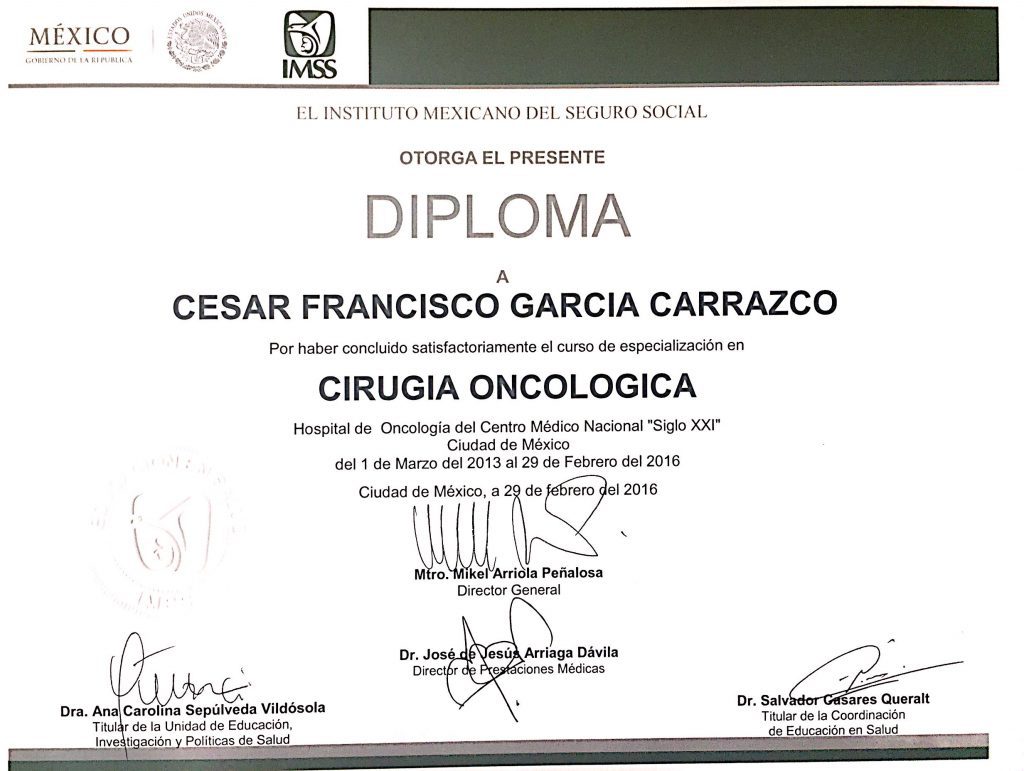 MÉXICO
GOBIERNO DE LA REPÚBLICA
ESTADOS UNIDOS MEXICANOS
IMSS
EL INSTITUTO MEXICANO DEL SEGURO SOCIAL
OTORGA EL PRESENTE
DIPLOMA
A
CESAR FRANCISCO GARCIA CARRAZCO
Por haber concluido satisfactoriamente el curso de especialización en
CIRUGIA ONCOLOGICA
Hospital de Oncología del Centro Médico Nacional "Siglo XXI"
Ciudad de México
del 1 de Marzo del 2013 al 29 de Febrero del 2016
Ciudad de México, a 29 de febrero del 2016
Mtro. Mikel Arriola Peñalosa
Director General
Dr. José de Jesús Arriaga Dávila
Director de Prestaciones Médicas
Dra. Ana Carolina Sepúlveda Vildósola
Titular de la Unidad de Educación,
Investigación y Políticas de Salud
Dr. Salvador Casares Queralt
Titular de la Coordinación
de Educación en Salud